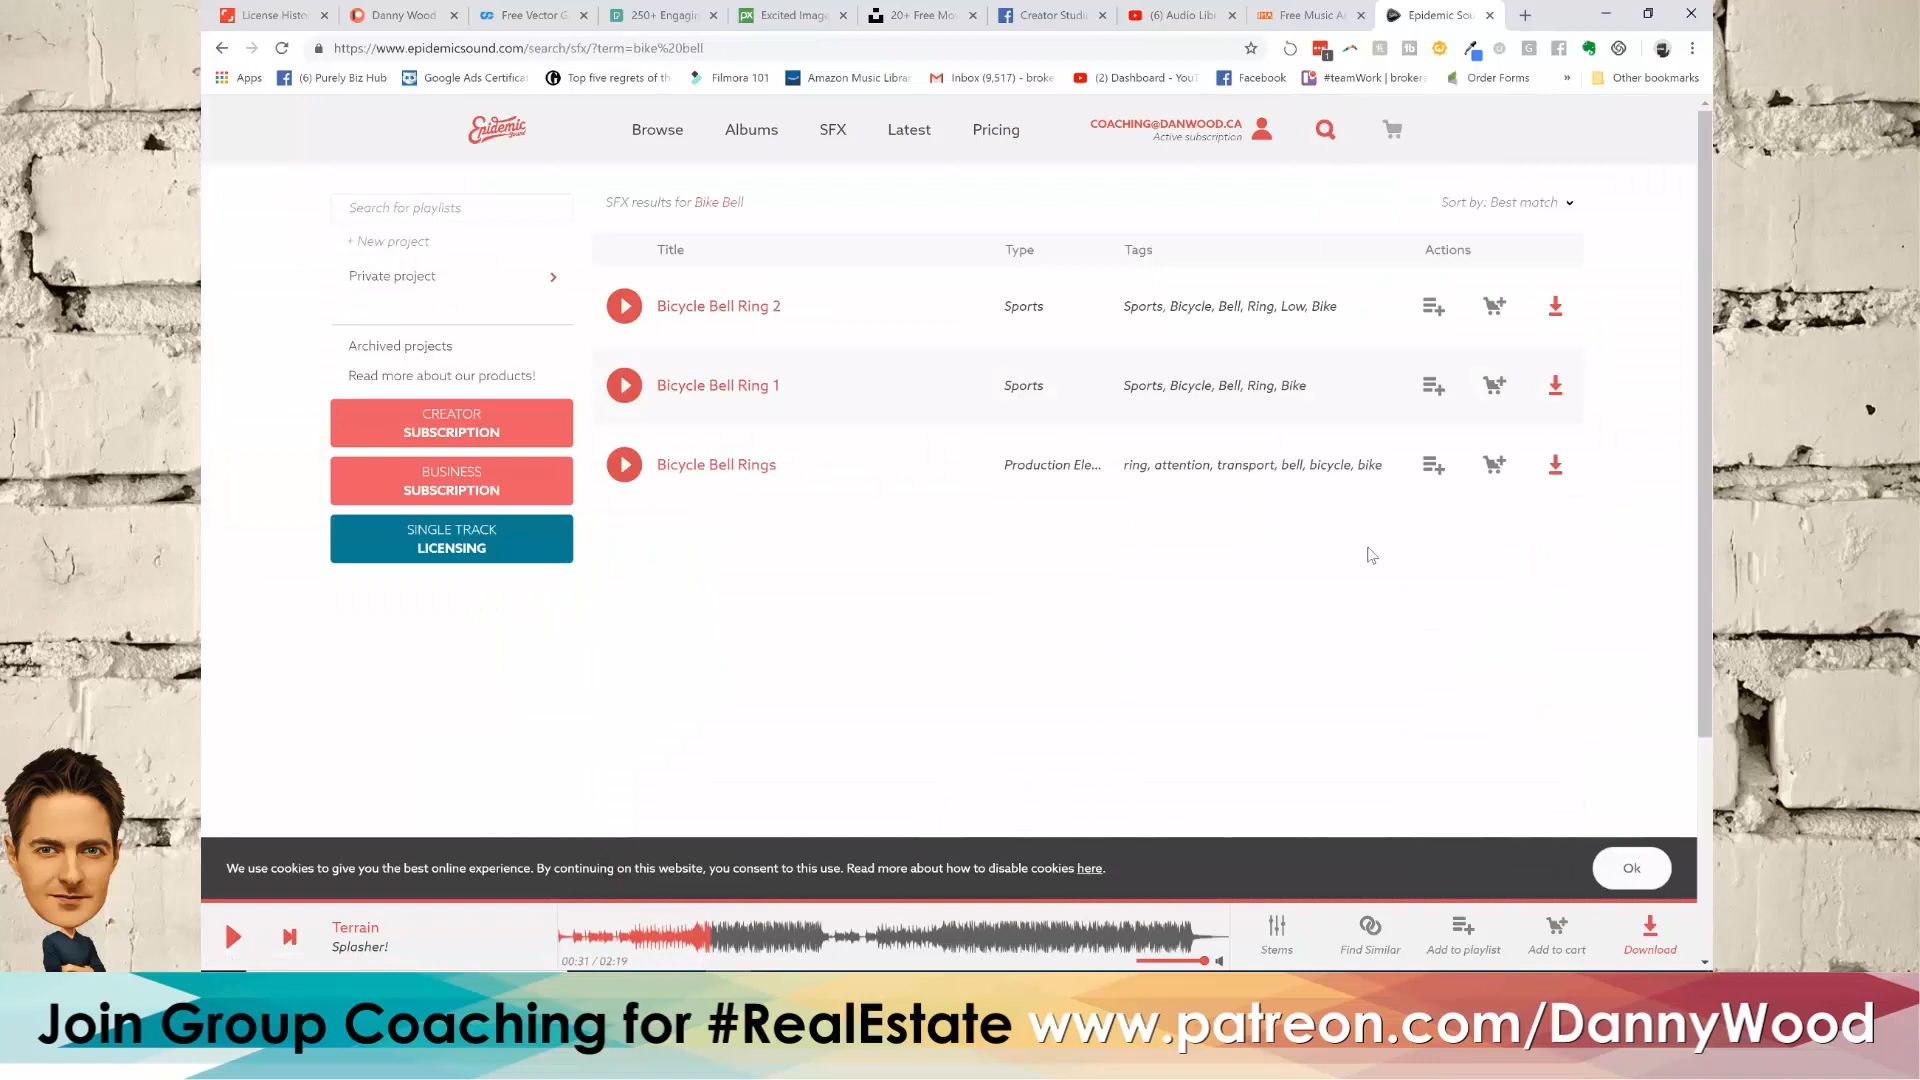 License Histo
Danny Wood
Free Vector G
250+ Engagin
Excited Imag
20+ Free Mo
Creator Studi
(6) Audio Lib
Free Music A
Epidemic Sou
https://www.epidemicsound.com/search/sfx/?term=bike%20bell
Apps
(6) Purely Biz Hub
Google Ads Certificat
Top five regrets of th
Filmora 101
Amazon Music Librar
Inbox (9,517) - broke
(2) Dashboard - YouT
Facebook
#teamWork | brokera
Order Forms
»
Other bookmarks
Epidemic
Sound
Browse
Albums
SFX
Latest
Pricing
COACHING@DANWOOD.CA
Active subscription
Search for playlists
+ New project
Private project
Archived projects
Read more about our products!
CREATOR
SUBSCRIPTION
BUSINESS
SUBSCRIPTION
SINGLE TRACK
LICENSING
SFX results for Bike Bell
Sort by: Best match
Title Type Tags Actions
Bicycle Bell Ring 2 Sports Sports, Bicycle, Bell, Ring, Low, Bike
Bicycle Bell Ring 1 Sports Sports, Bicycle, Bell, Ring, Bike
Bicycle Bell Rings Production Ele... ring, attention, transport, bell, bicycle, bike
We use cookies to give you the best online experience. By continuing on this website, you consent to this use. Read more about how to disable cookies here.
Ok
Terrain
Splasher!
00:31 / 02:19
Stems
Find Similar
Add to playlist
Add to cart
Download
Join Group Coaching for #RealEstate www.patreon.com/DannyWood